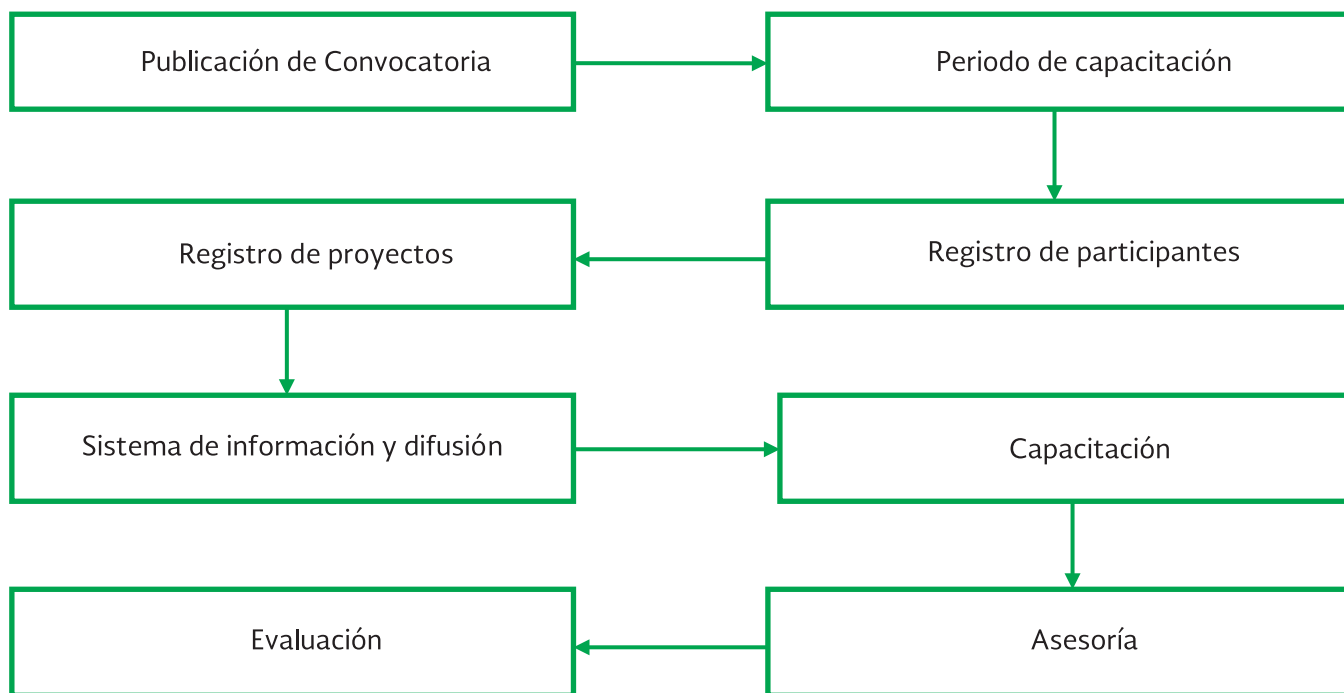 Publicación de Convocatoria
Periodo de capacitación
Registro de participantes
Registro de proyectos
Sistema de información y difusión
Capacitación
Asesoría
Evaluación